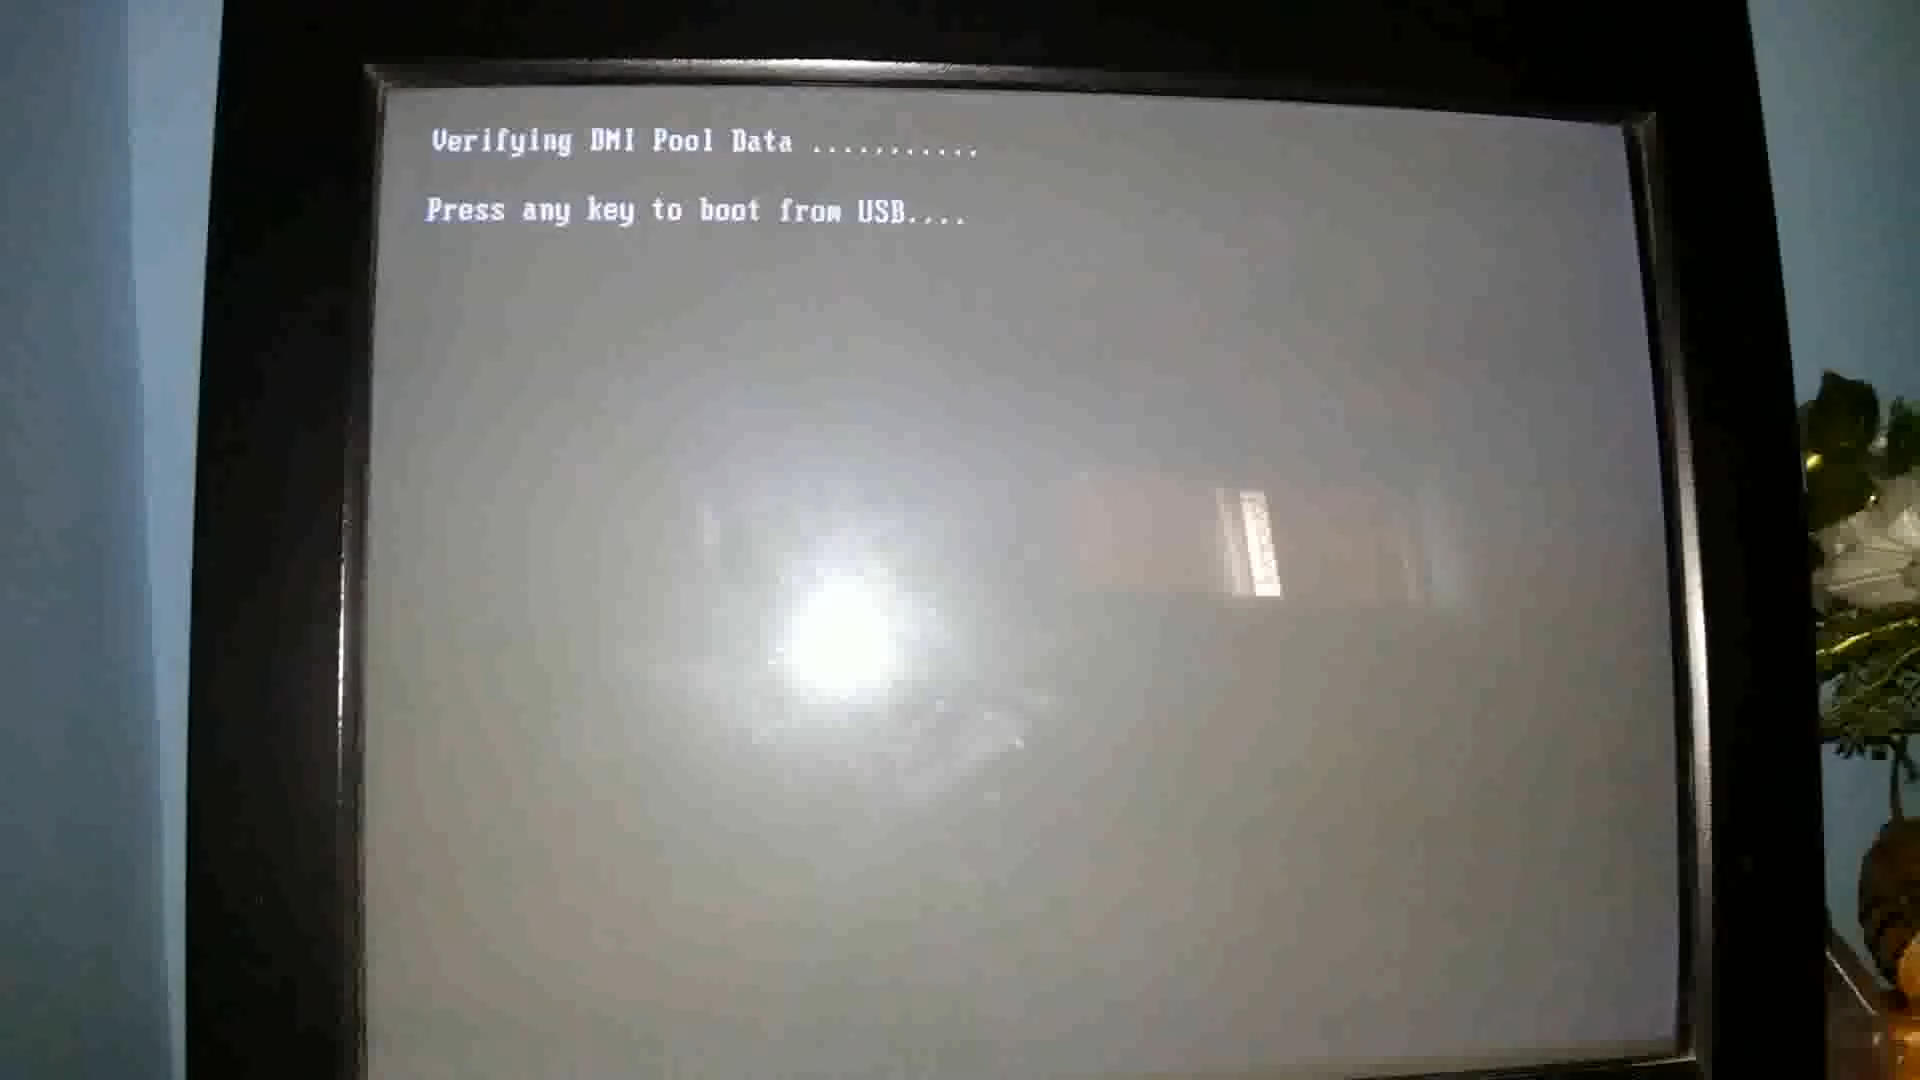 Verifying DMI Pool Data ...........
Press any key to boot from USB....